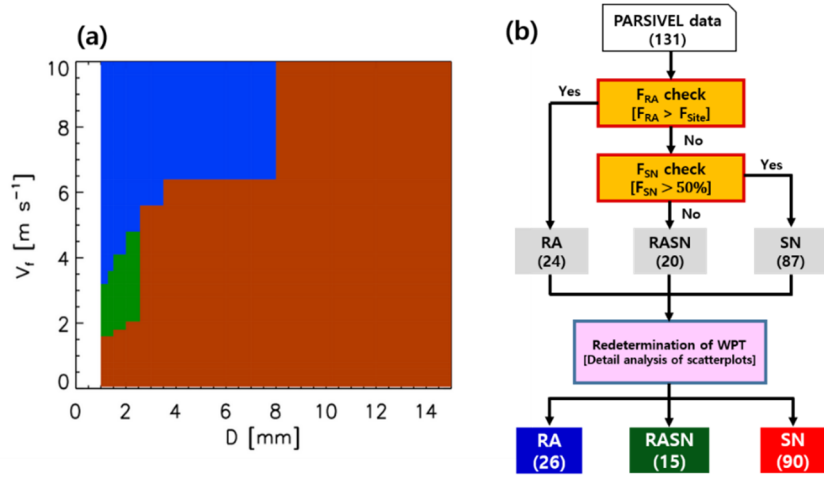 (a)
10
8
6
4
2
0
V_f [m s⁻¹]
0 2 4 6 8 10 12 14
D [mm]
(b)
PARSIVEL data
(131)
Yes
F_RA check
[F_RA > F_Site]
No
F_SN check
[F_SN > 50%]
Yes
No
RA
(24)
RASN
(20)
SN
(87)
Redetermination of WPT
[Detail analysis of scatterplots]
RA
(26)
RASN
(15)
SN
(90)